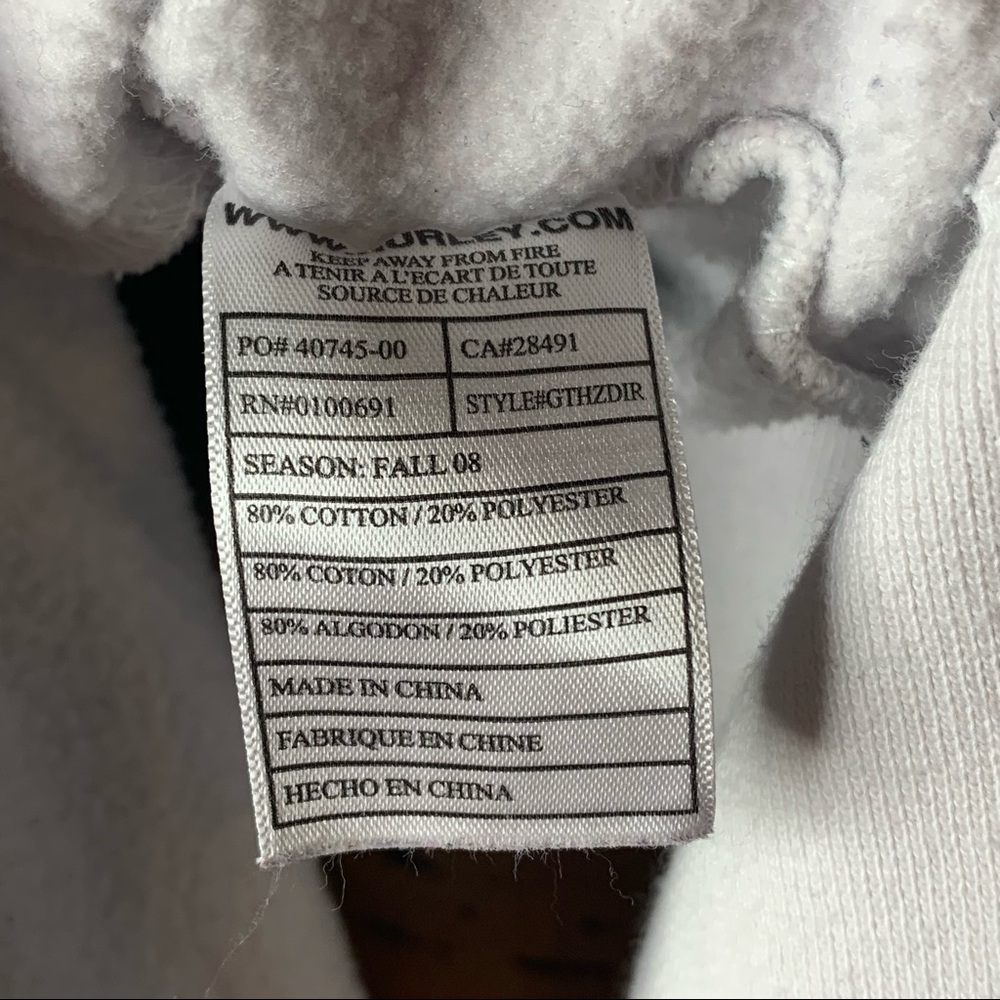 WWW.HURLEY.COM
KEEP AWAY FROM FIRE
A TENIR A L'ECART DE TOUTE
SOURCE DE CHALEUR
PO# 40745-00 CA#28491
RN#0100691 STYLE#GTHZDIR
SEASON: FALL 08
80% COTTON / 20% POLYESTER
80% COTON / 20% POLYESTER
80% ALGODON / 20% POLIESTER
MADE IN CHINA
FABRIQUE EN CHINE
HECHO EN CHINA